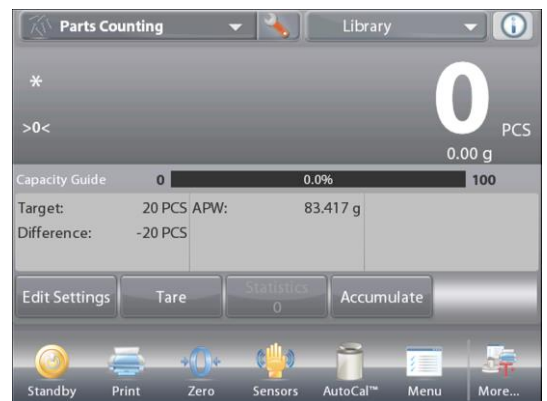 Parts Counting Library
*
0
>0< PCS
0.00 g
Capacity Guide 0 0.0% 100
Target: 20 PCS APW: 83.417 g
Difference: -20 PCS
Edit Settings Tare Statistics 0 Accumulate
Standby Print Zero Sensors AutoCal™ Menu More...